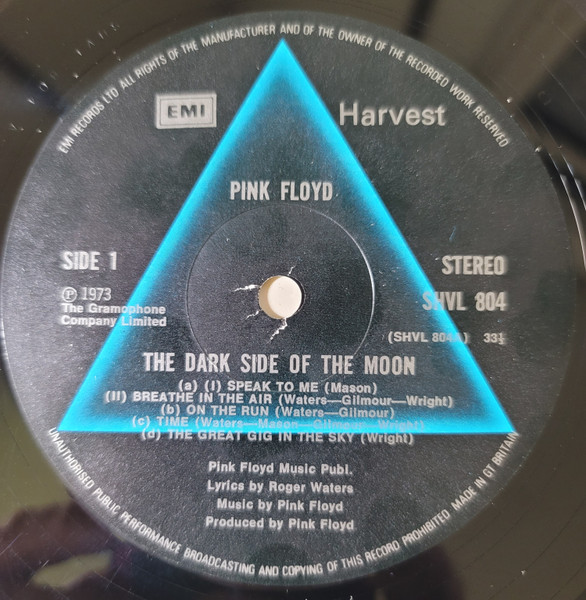 EMI RECORDS LTD ALL RIGHTS OF THE MANUFACTURER AND OF THE OWNER OF THE RECORDED WORK RESERVED
EMI
Harvest
PINK FLOYD
SIDE 1
STEREO
Ⓟ 1973
The Gramophone
Company Limited
SHVL 804
(SHVL 804A) 33⅓
THE DARK SIDE OF THE MOON
(a) (I) SPEAK TO ME (Mason)
(II) BREATHE IN THE AIR (Waters—Gilmour—Wright)
(b) ON THE RUN (Waters—Gilmour)
(c) TIME (Waters—Mason—Gilmour—Wright)
(d) THE GREAT GIG IN THE SKY (Wright)
Pink Floyd Music Publ.
Lyrics by Roger Waters
Music by Pink Floyd
Produced by Pink Floyd
UNAUTHORISED PUBLIC PERFORMANCE BROADCASTING AND COPYING OF THIS RECORD PROHIBITED MADE IN GT BRITAIN